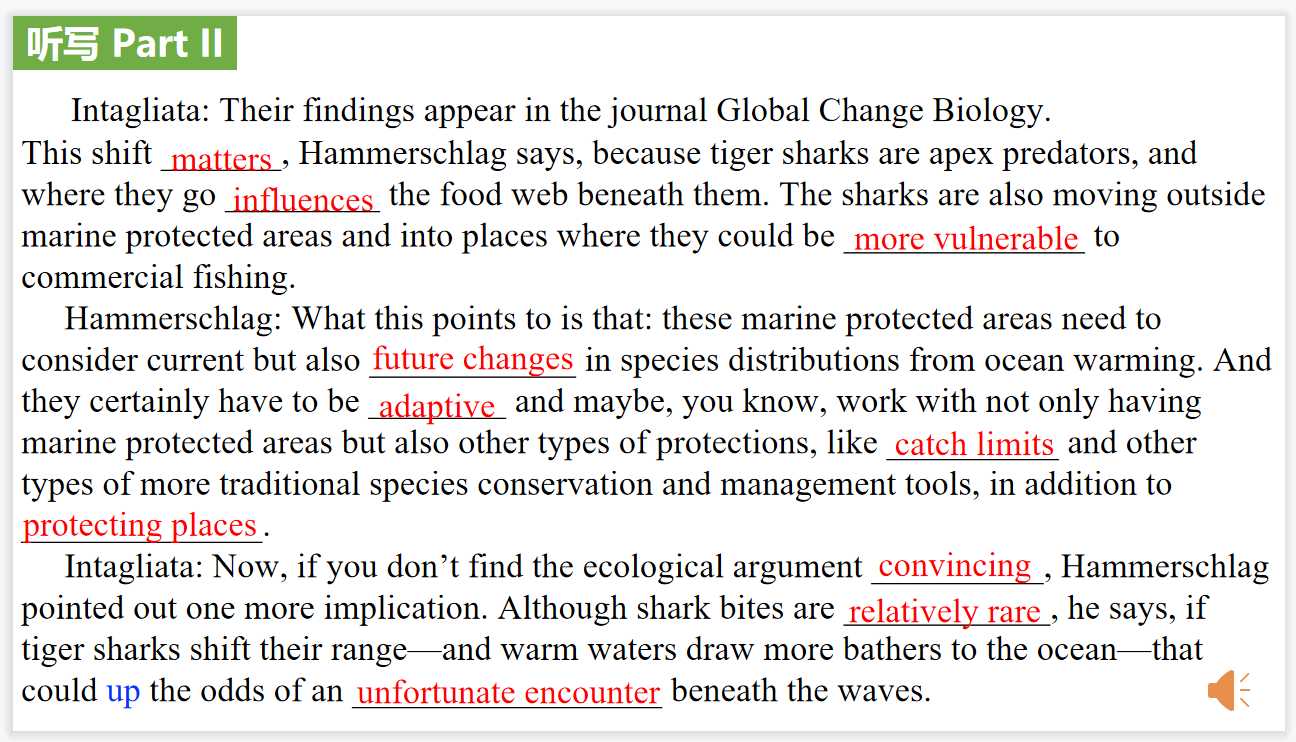 听写 Part II
Intagliata: Their findings appear in the journal Global Change Biology.
This shift matters, Hammerschlag says, because tiger sharks are apex predators, and
where they go influences the food web beneath them. The sharks are also moving outside
marine protected areas and into places where they could be more vulnerable to
commercial fishing.
Hammerschlag: What this points to is that: these marine protected areas need to
consider current but also future changes in species distributions from ocean warming. And
they certainly have to be adaptive and maybe, you know, work with not only having
marine protected areas but also other types of protections, like catch limits and other
types of more traditional species conservation and management tools, in addition to
protecting places.
Intagliata: Now, if you don’t find the ecological argument convincing, Hammerschlag
pointed out one more implication. Although shark bites are relatively rare, he says, if
tiger sharks shift their range—and warm waters draw more bathers to the ocean—that
could up the odds of an unfortunate encounter beneath the waves.